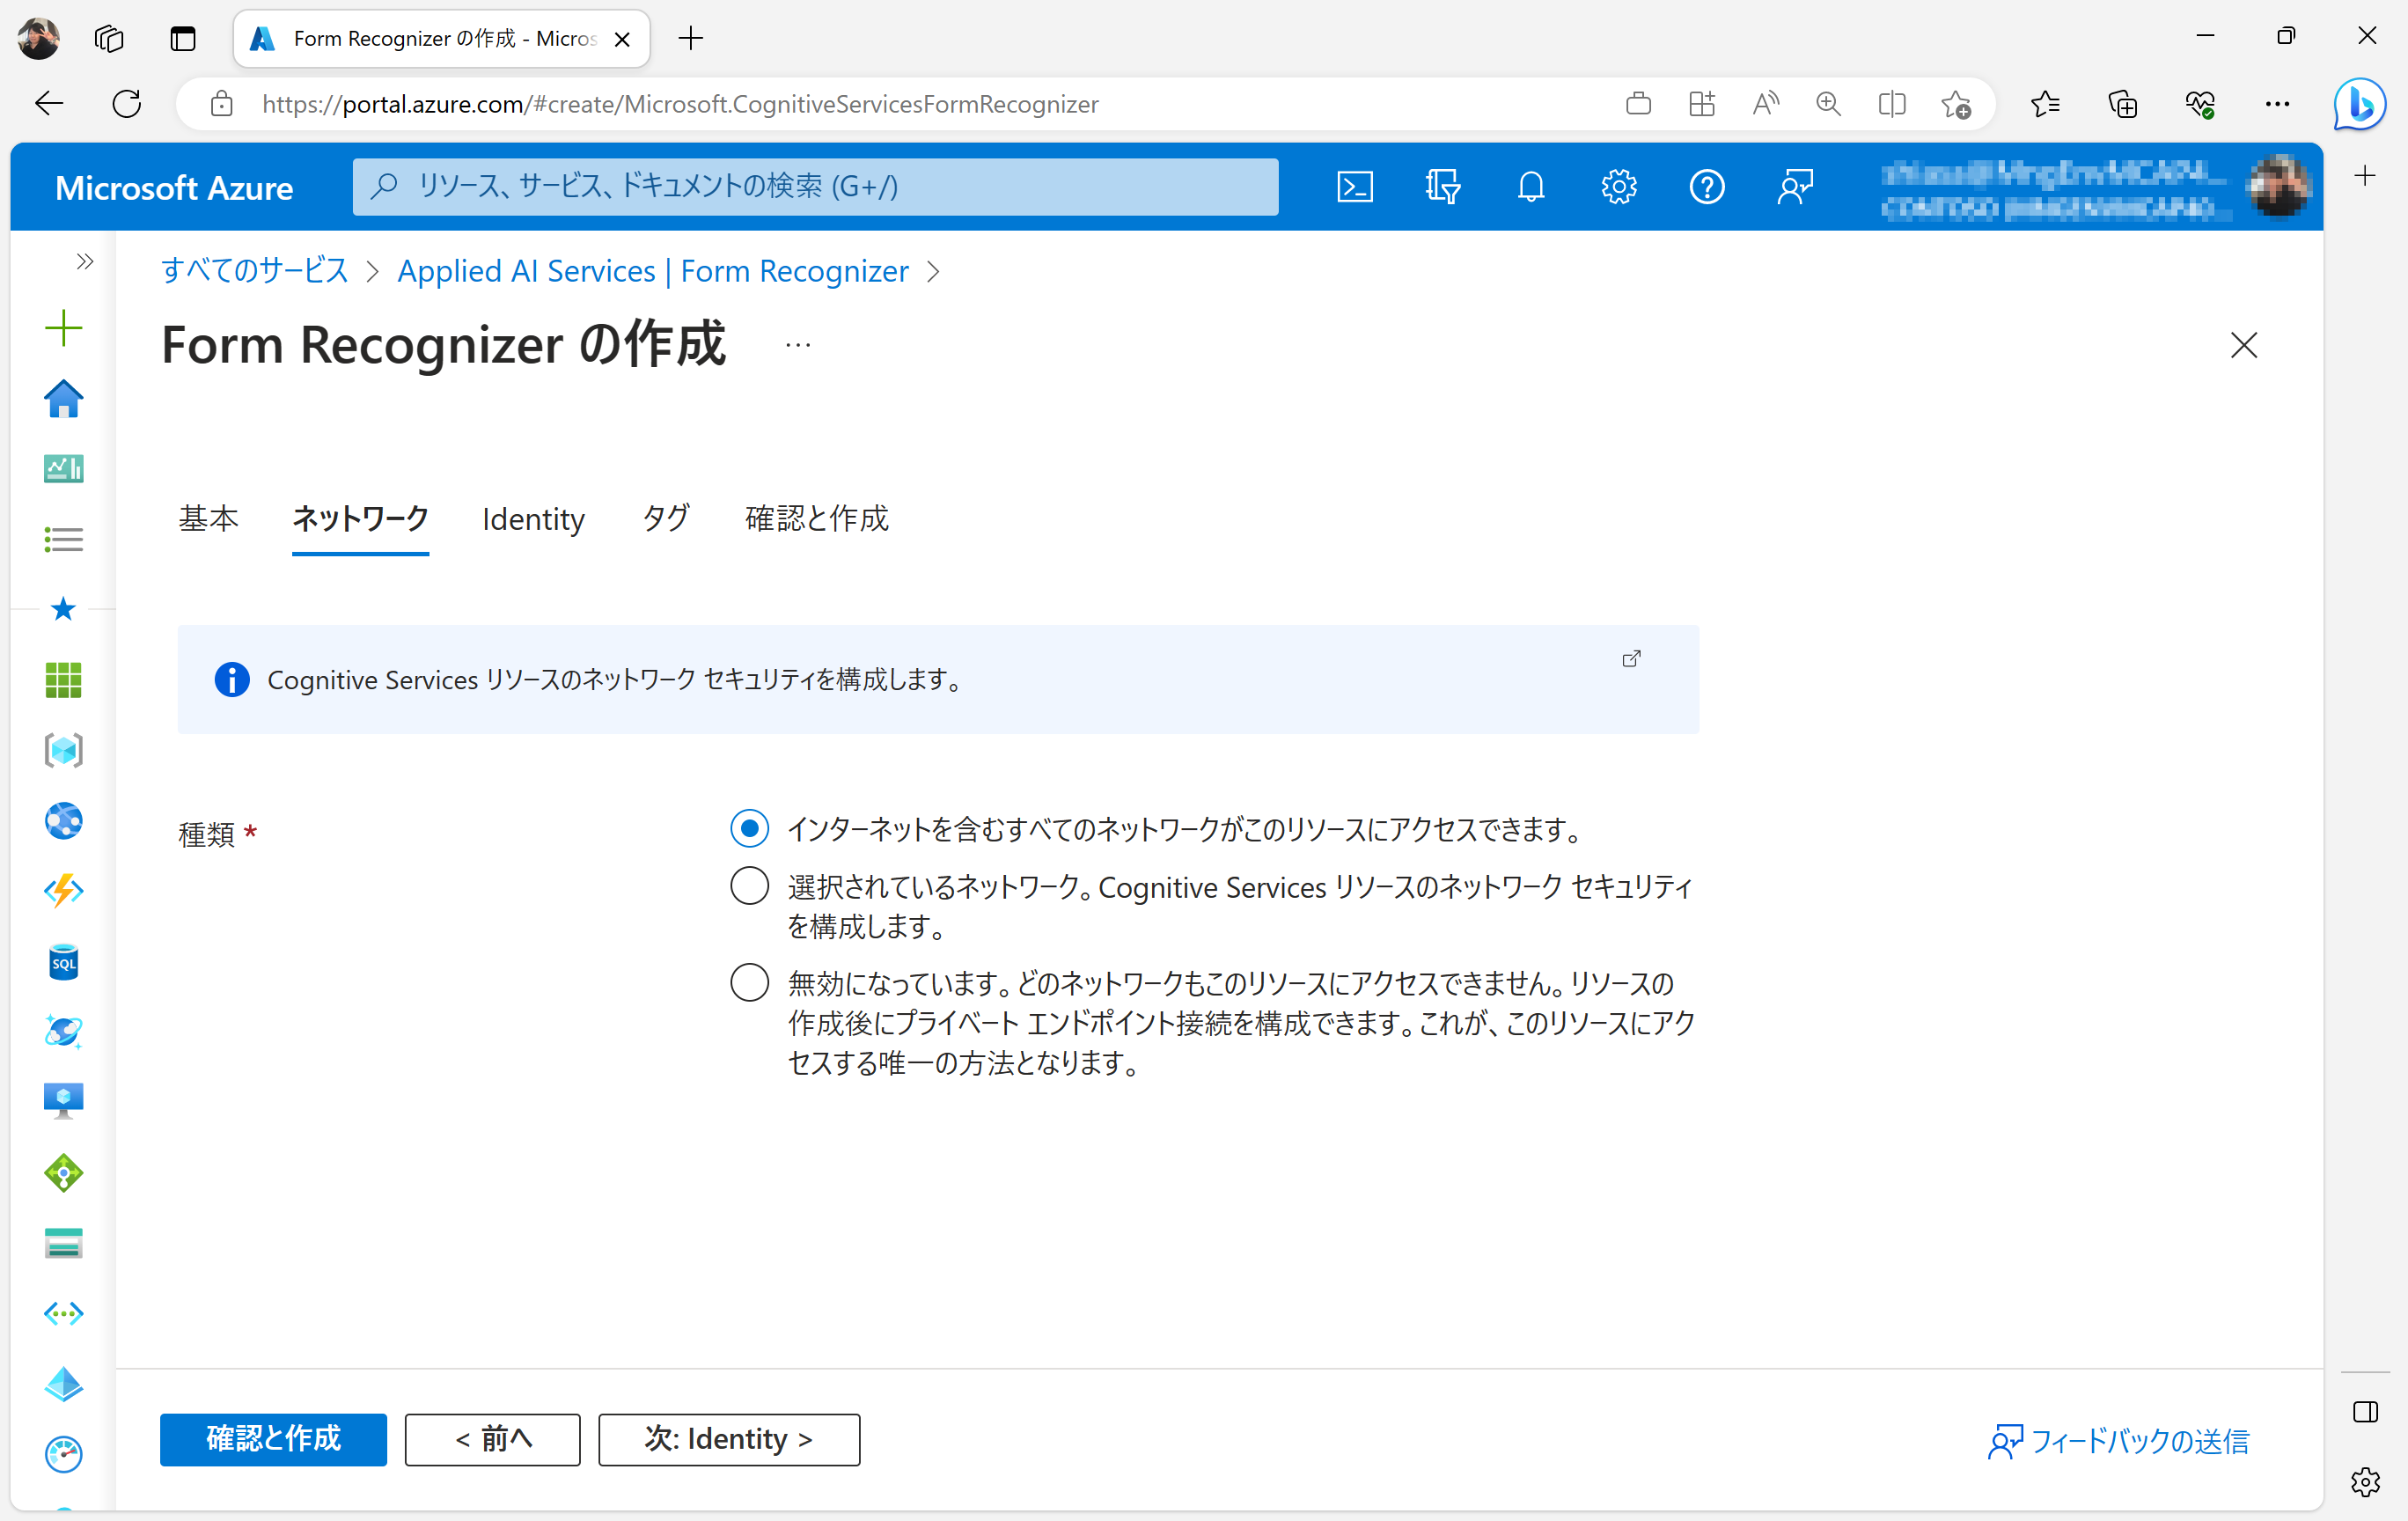 Form Recognizer の作成 - Micros
https://portal.azure.com/#create/Microsoft.CognitiveServicesFormRecognizer
Microsoft Azure
リソース、サービス、ドキュメントの検索 (G+/)
すべてのサービス > Applied AI Services | Form Recognizer >
Form Recognizer の作成 ...
基本 ネットワーク Identity タグ 確認と作成
Cognitive Services リソースのネットワーク セキュリティを構成します。
種類 *
インターネットを含むすべてのネットワークがこのリソースにアクセスできます。
選択されているネットワーク。Cognitive Services リソースのネットワーク セキュリティ
を構成します。
無効になっています。どのネットワークもこのリソースにアクセスできません。リソースの
作成後にプライベート エンドポイント接続を構成できます。これが、このリソースにアク
セスする唯一の方法となります。
SQL
確認と作成 < 前へ 次: Identity > フィードバックの送信